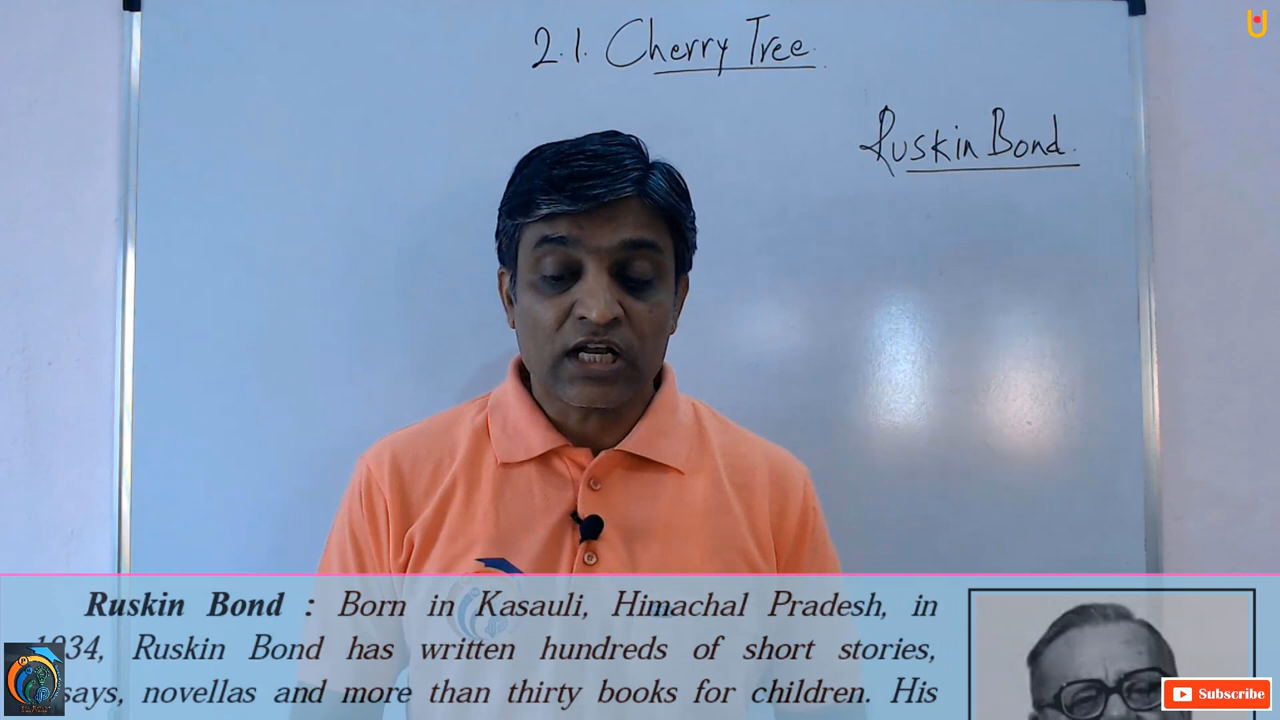 2.1. Cherry Tree.
Ruskin Bond.
Ruskin Bond : Born in Kasauli, Himachal Pradesh, in
Ruskin Bond has written hundreds of short stories,
novellas and more than thirty books for children. His
Subscribe